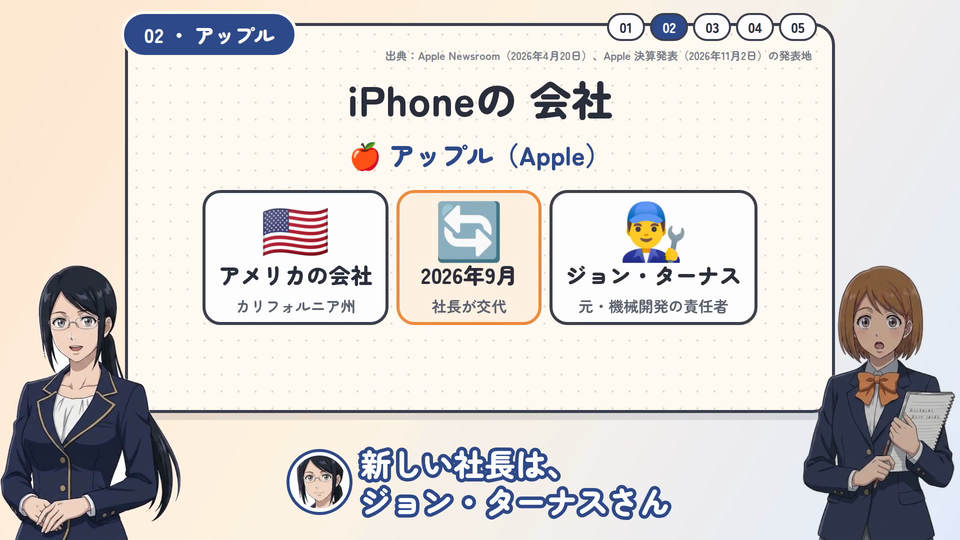 02 ・ アップル
01 02 03 04 05
出典：Apple Newsroom（2026年4月20日）、Apple 決算発表（2026年11月2日）の発表地
iPhoneの 会社
アップル（Apple）
アメリカの会社
カリフォルニア州
2026年9月
社長が交代
ジョン・ターナス
元・機械開発の責任者
新しい社長は、
ジョン・ターナスさん